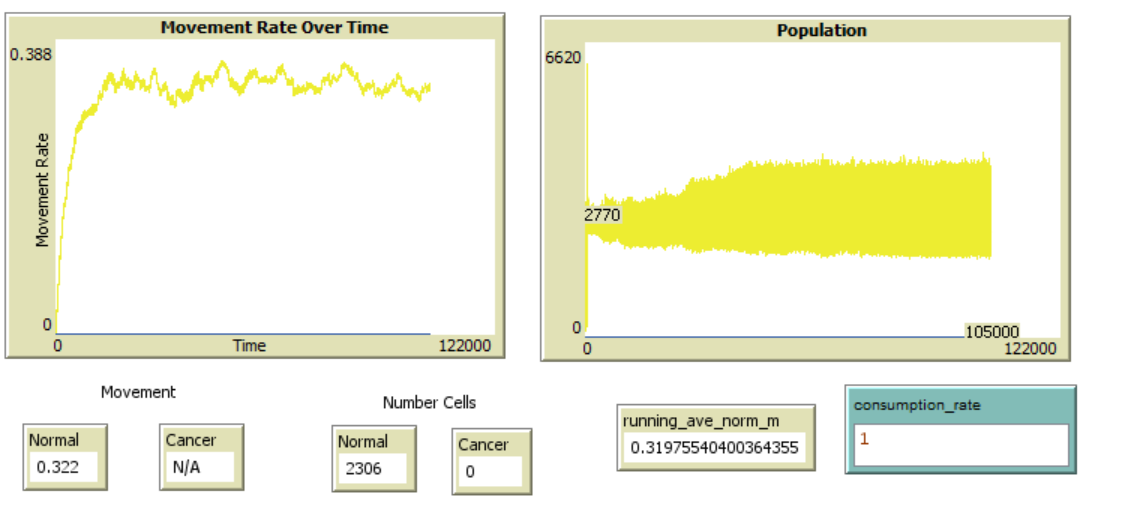 Movement Rate Over Time
0.388
Movement Rate
0
0
Time
122000
Population
6620
2770
0
105000
0
122000
Movement
Normal
0.322
Cancer
N/A
Number Cells
Normal
2306
Cancer
0
running_ave_norm_m
0.31975540400364355
consumption_rate
1